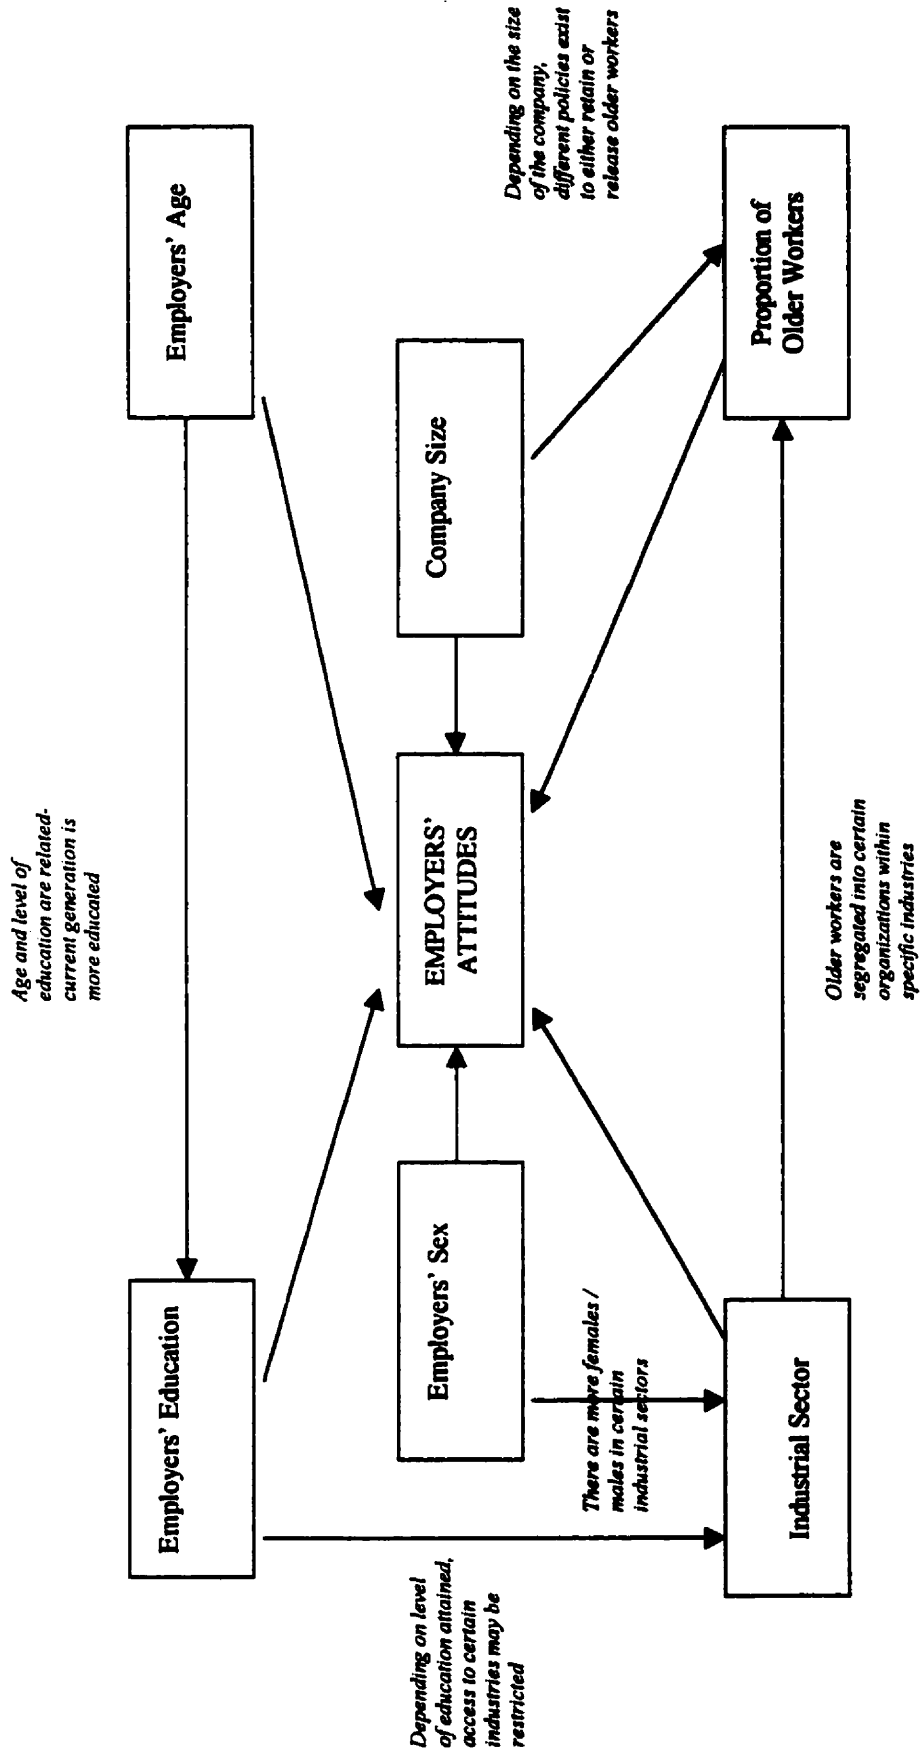 Age and level of
education are related-
current generation is
more educated
Employers' Education
Employers' Age
Depending on level
of education attained,
access to certain
industries may be
restricted
Employers' Sex
EMPLOYERS'
ATTITUDES
Company Size
Depending on the size
of the company,
different policies exist
to either retain or
release older workers
There are more females /
males in certain
industrial sectors
Industrial Sector
Proportion of
Older Workers
Older workers are
segregated into certain
organizations within
specific industries